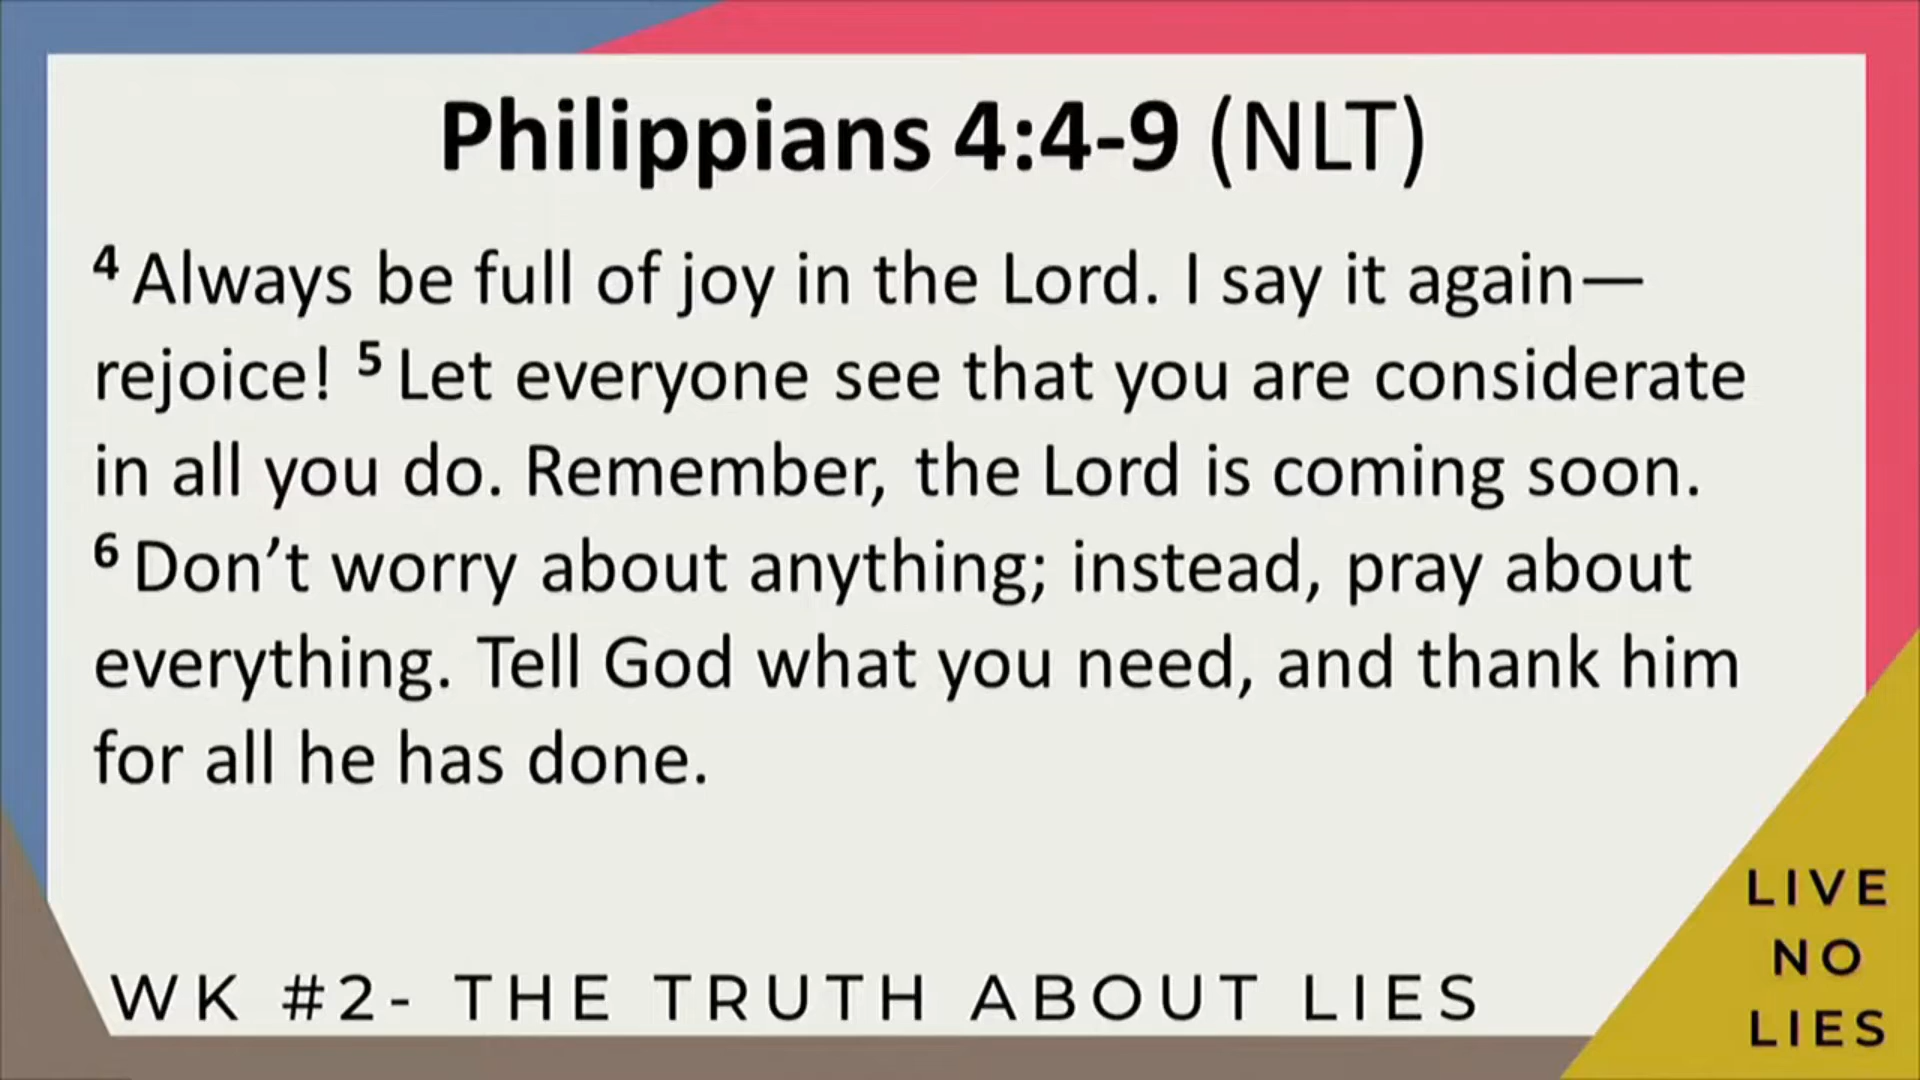 Philippians 4:4-9 (NLT)
4 Always be full of joy in the Lord. I say it again—
rejoice! 5 Let everyone see that you are considerate
in all you do. Remember, the Lord is coming soon.
6 Don’t worry about anything; instead, pray about
everything. Tell God what you need, and thank him
for all he has done.
WK #2- THE TRUTH ABOUT LIES
LIVE
NO
LIES